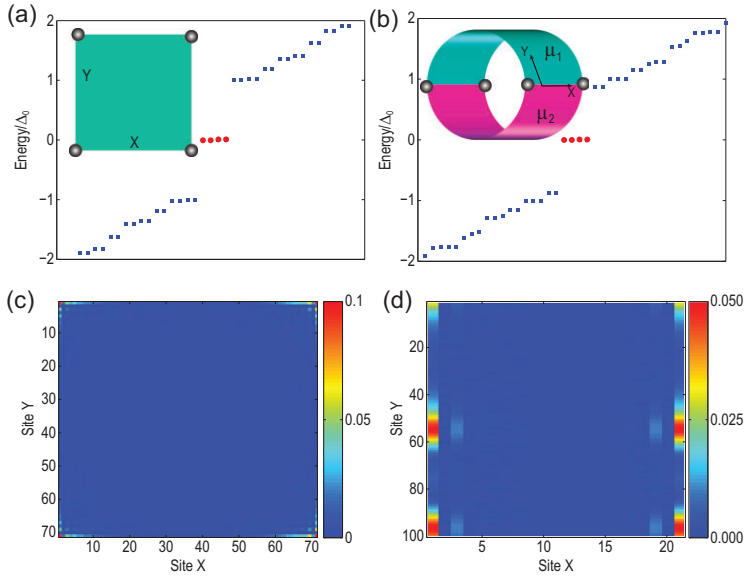 (a)
2
1
0
−1
−2
Energy/Δ0
Y
X
(b)
2
1
0
−1
−2
Energy/Δ0
Y
μ1
X
μ2
(c)
10
20
30
40
50
60
70
Site Y
10 20 30 40 50 60 70
Site X
0.1
0.05
0
(d)
20
40
60
80
100
Site Y
5 10 15 20
Site X
0.050
0.025
0.000